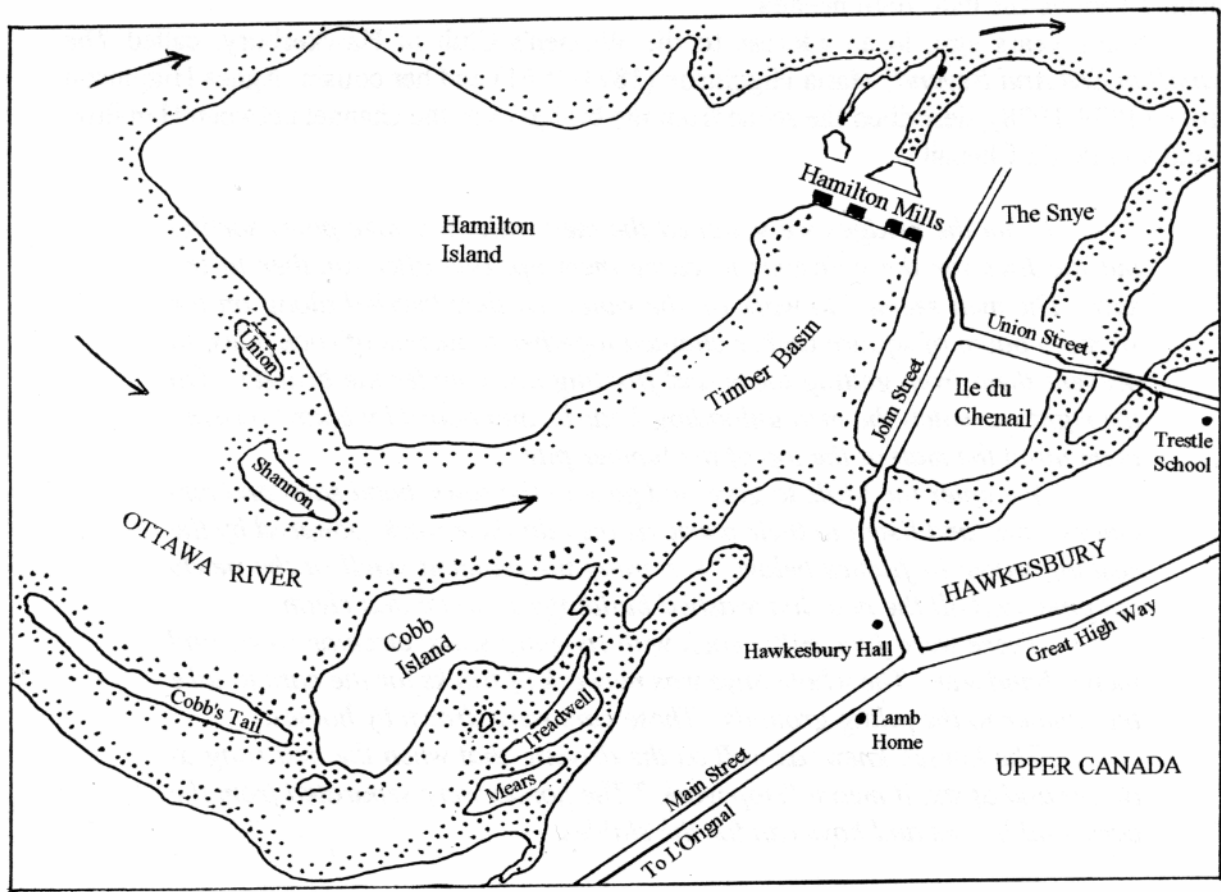 Hamilton Mills
The Snye
Hamilton
Island
Union
Union Street
Timber Basin
John Street
Ile du
Chenail
Trestle
School
Shannon
OTTAWA RIVER
HAWKESBURY
Cobb
Island
Great High Way
Hawkesbury Hall
Cobb's Tail
Treadwell
Lamb
Home
Mears
Main Street
UPPER CANADA
To L'Orignal